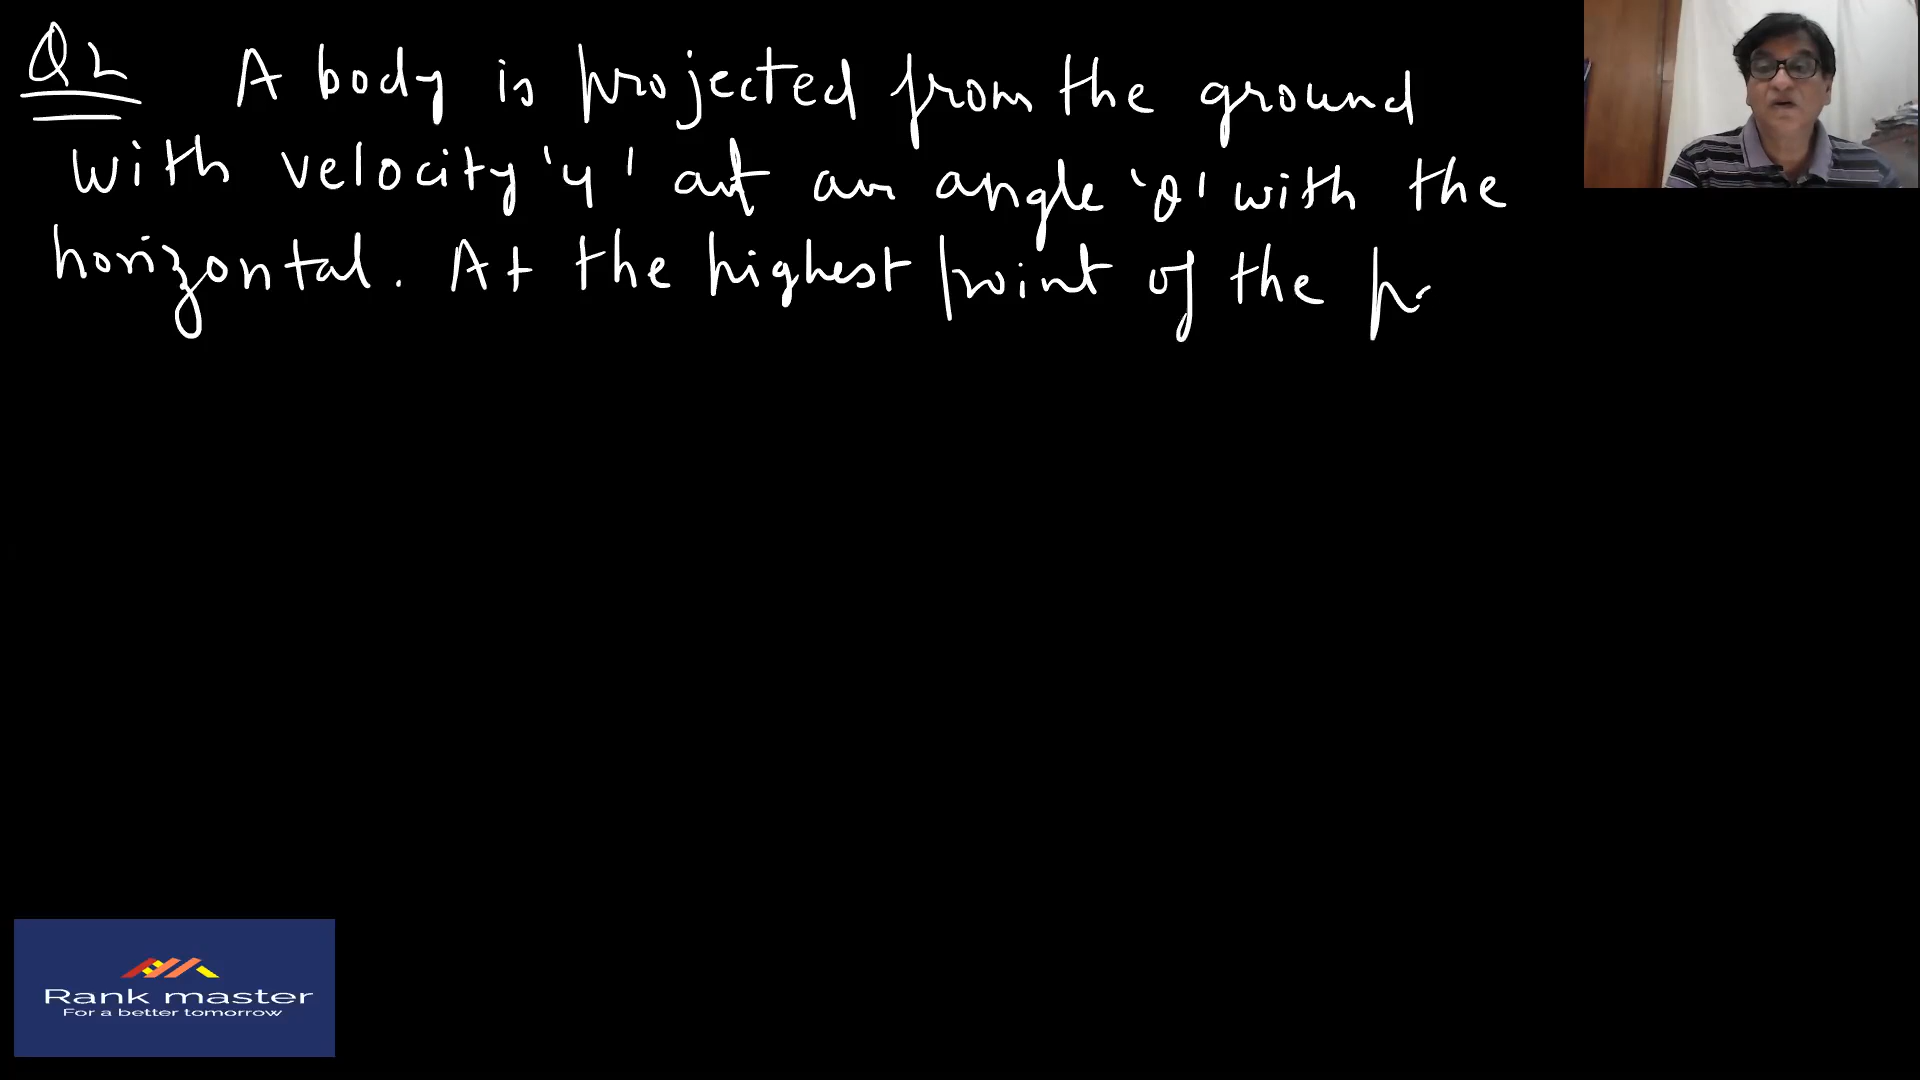 Q2 A body is projected from the ground
with velocity 'u' at an angle 'θ' with the
horizontal. At the highest point of the
Rank master
For a better tomorrow